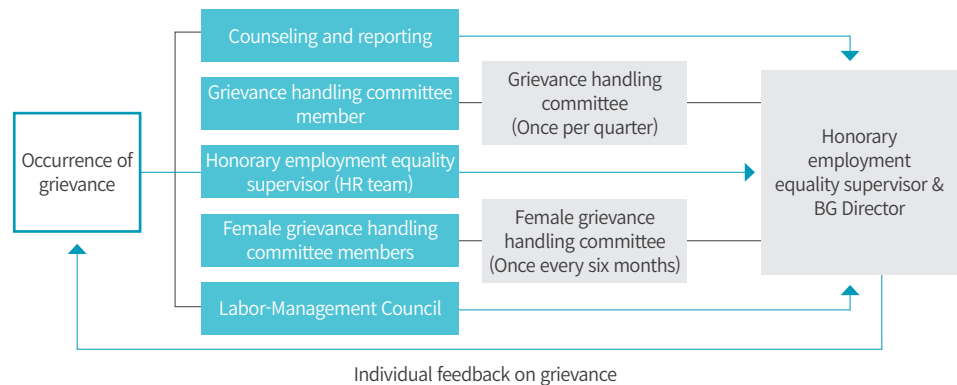 Counseling and reporting
Grievance handling committee
member
Grievance handling
committee
(Once per quarter)
Occurrence of
grievance
Honorary employment equality
supervisor (HR team)
Honorary
employment
equality supervisor &
BG Director
Female grievance handling
committee members
Female grievance
handling committee
(Once every six months)
Labor-Management Council
Individual feedback on grievance